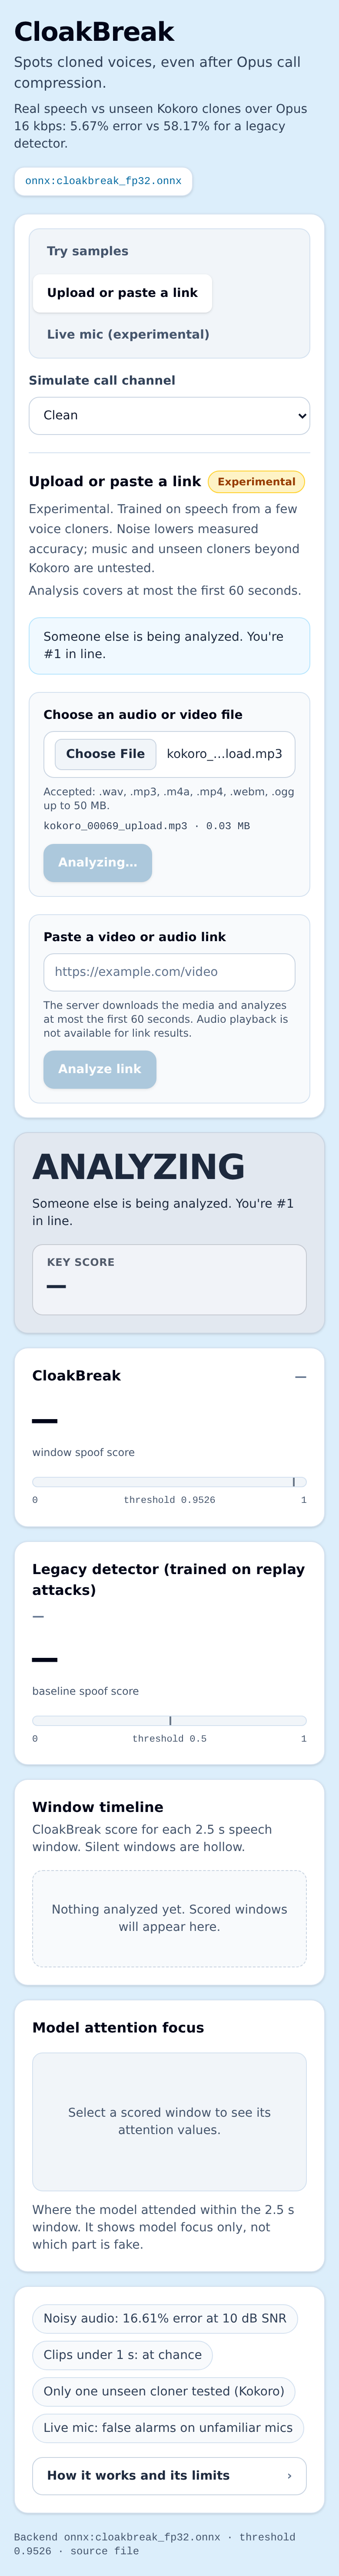 CloakBreak
Spots cloned voices, even after Opus call
compression.
Real speech vs unseen Kokoro clones over Opus
16 kbps: 5.67% error vs 58.17% for a legacy
detector.
onnx:cloakbreak_fp32.onnx
Try samples
Upload or paste a link
Live mic (experimental)
Simulate call channel
Clean
Upload or paste a link Experimental
Experimental. Trained on speech from a few
voice cloners. Noise lowers measured
accuracy; music and unseen cloners beyond
Kokoro are untested.
Analysis covers at most the first 60 seconds.
Someone else is being analyzed. You're
#1 in line.
Choose an audio or video file
Choose File kokoro_...load.mp3
Accepted: .wav, .mp3, .m4a, .mp4, .webm, .ogg
up to 50 MB.
kokoro_00069_upload.mp3 · 0.03 MB
Analyzing…
Paste a video or audio link
https://example.com/video
The server downloads the media and analyzes
at most the first 60 seconds. Audio playback is
not available for link results.
Analyze link
ANALYZING
Someone else is being analyzed. You're #1
in line.
KEY SCORE
—
CloakBreak —
—
window spoof score
0 threshold 0.9526 1
Legacy detector (trained on replay
attacks)
—
—
baseline spoof score
0 threshold 0.5 1
Window timeline
CloakBreak score for each 2.5 s speech
window. Silent windows are hollow.
Nothing analyzed yet. Scored windows
will appear here.
Model attention focus
Select a scored window to see its
attention values.
Where the model attended within the 2.5 s
window. It shows model focus only, not
which part is fake.
Noisy audio: 16.61% error at 10 dB SNR
Clips under 1 s: at chance
Only one unseen cloner tested (Kokoro)
Live mic: false alarms on unfamiliar mics
How it works and its limits ›
Backend onnx:cloakbreak_fp32.onnx · threshold
0.9526 · source file